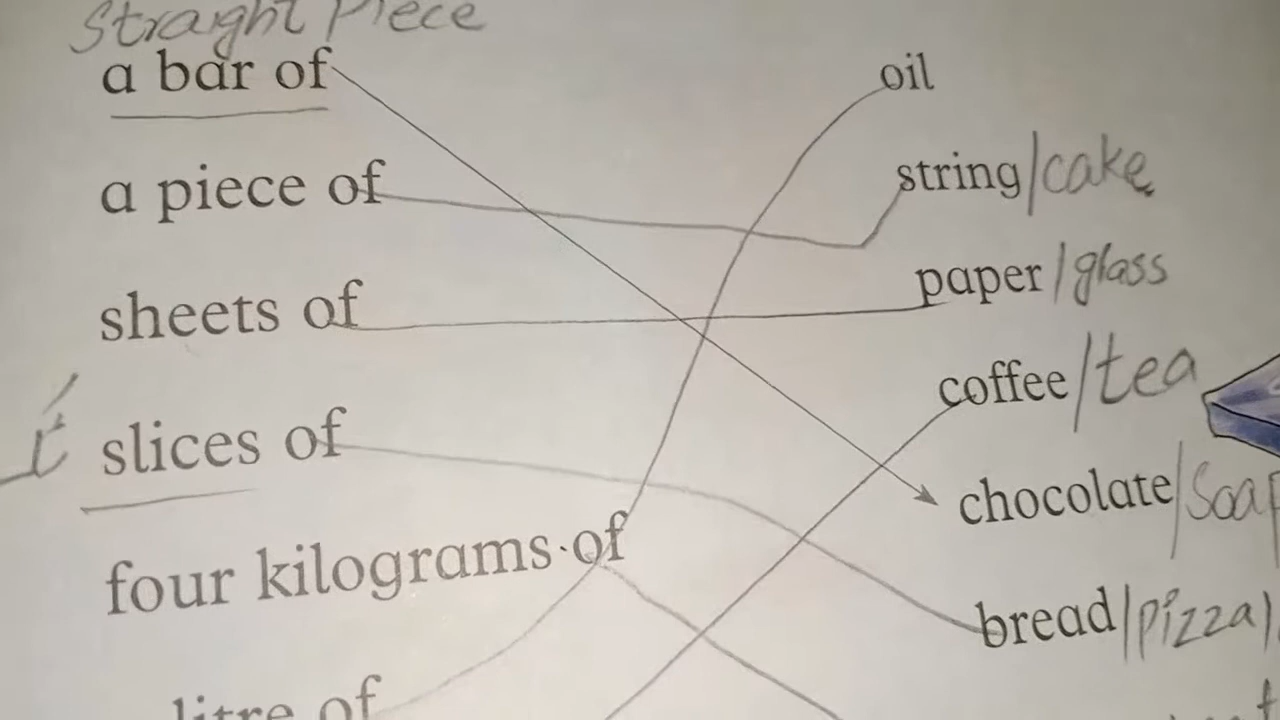 Straight Piece
a bar of
a piece of
sheets of
slices of
four kilograms of
litre of
oil
string/cake
paper/glass
coffee/tea
chocolate/Soap
bread/pizza/